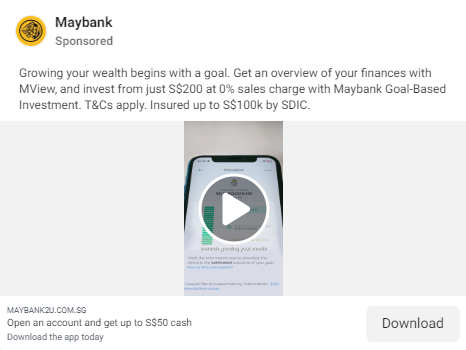 Maybank
Sponsored
Growing your wealth begins with a goal. Get an overview of your finances with
MView, and invest from just S$200 at 0% sales charge with Maybank Goal-Based
Investment. T&Cs apply. Insured up to S$100k by SDIC.
towards growing your wealth
MAYBANK2U.COM.SG
Open an account and get up to S$50 cash
Download the app today
Download